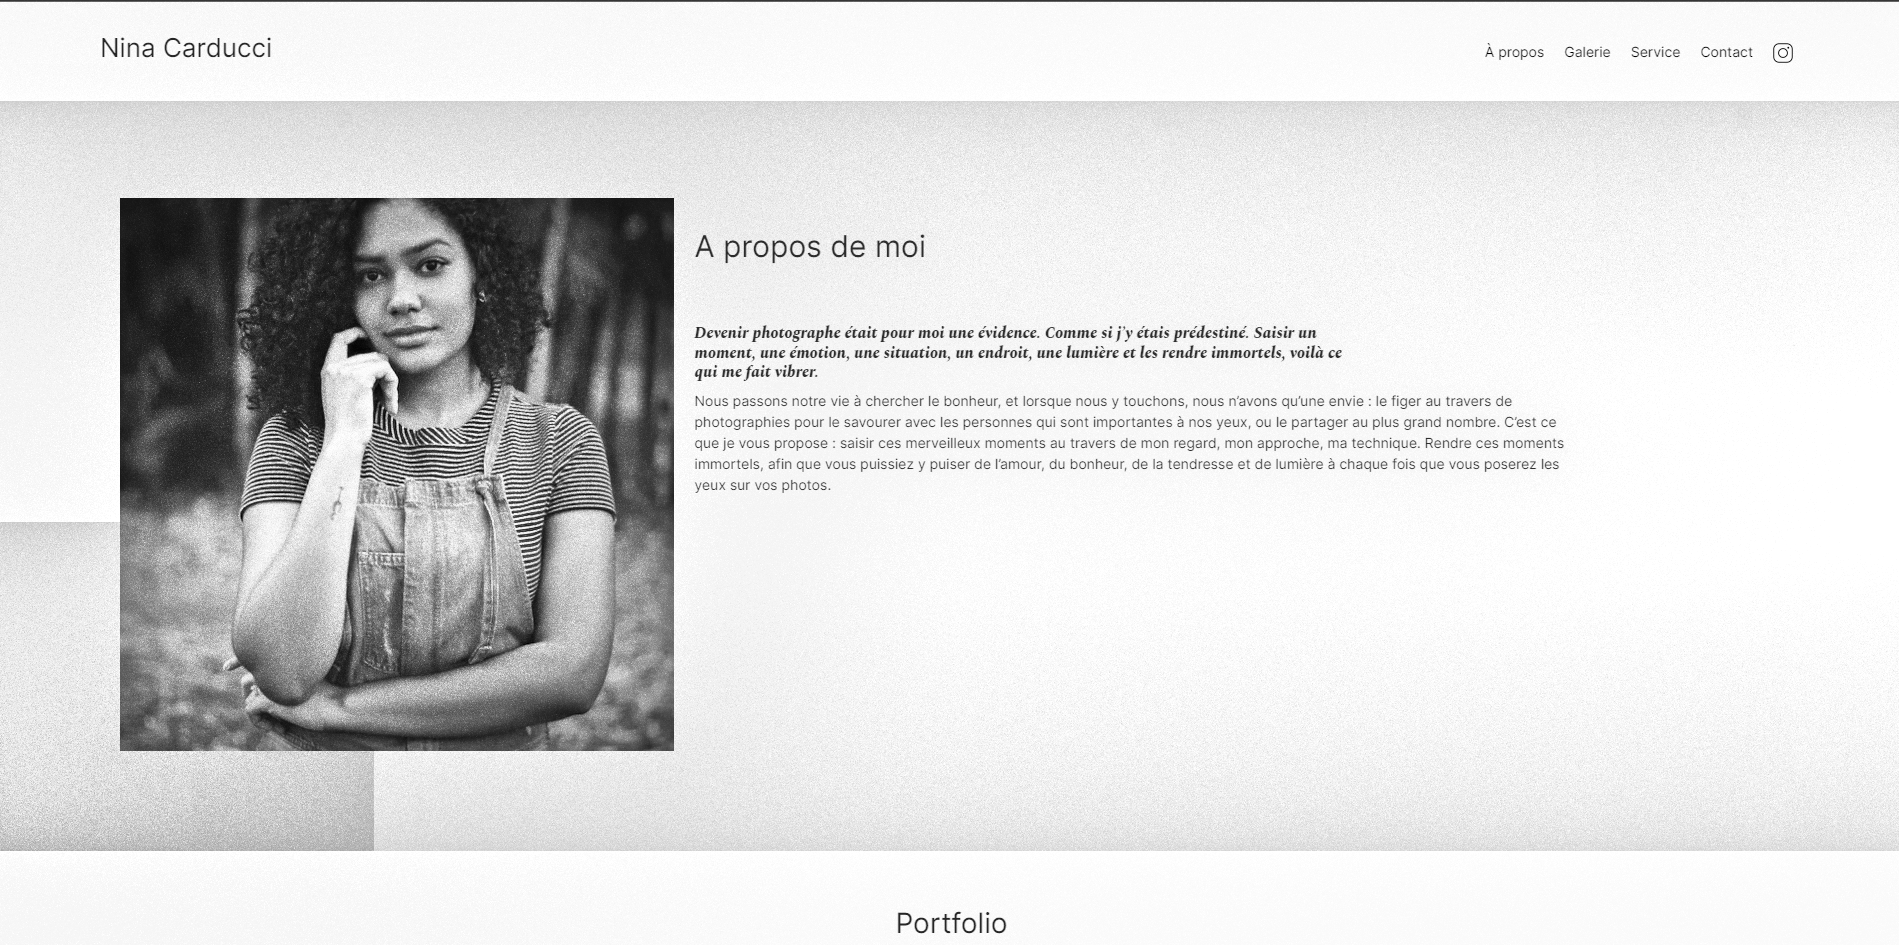 Nina Carducci
À propos
Galerie
Service
Contact
A propos de moi
Devenir photographe était pour moi une évidence. Comme si j'y étais prédestiné. Saisir un
moment, une émotion, une situation, un endroit, une lumière et les rendre immortels, voilà ce
qui me fait vibrer.
Nous passons notre vie à chercher le bonheur, et lorsque nous y touchons, nous n’avons qu’une envie : le figer au travers de
photographies pour le savourer avec les personnes qui sont importantes à nos yeux, ou le partager au plus grand nombre. C’est ce
que je vous propose : saisir ces merveilleux moments au travers de mon regard, mon approche, ma technique. Rendre ces moments
immortels, afin que vous puissiez y puiser de l’amour, du bonheur, de la tendresse et de lumière à chaque fois que vous poserez les
yeux sur vos photos.
Portfolio